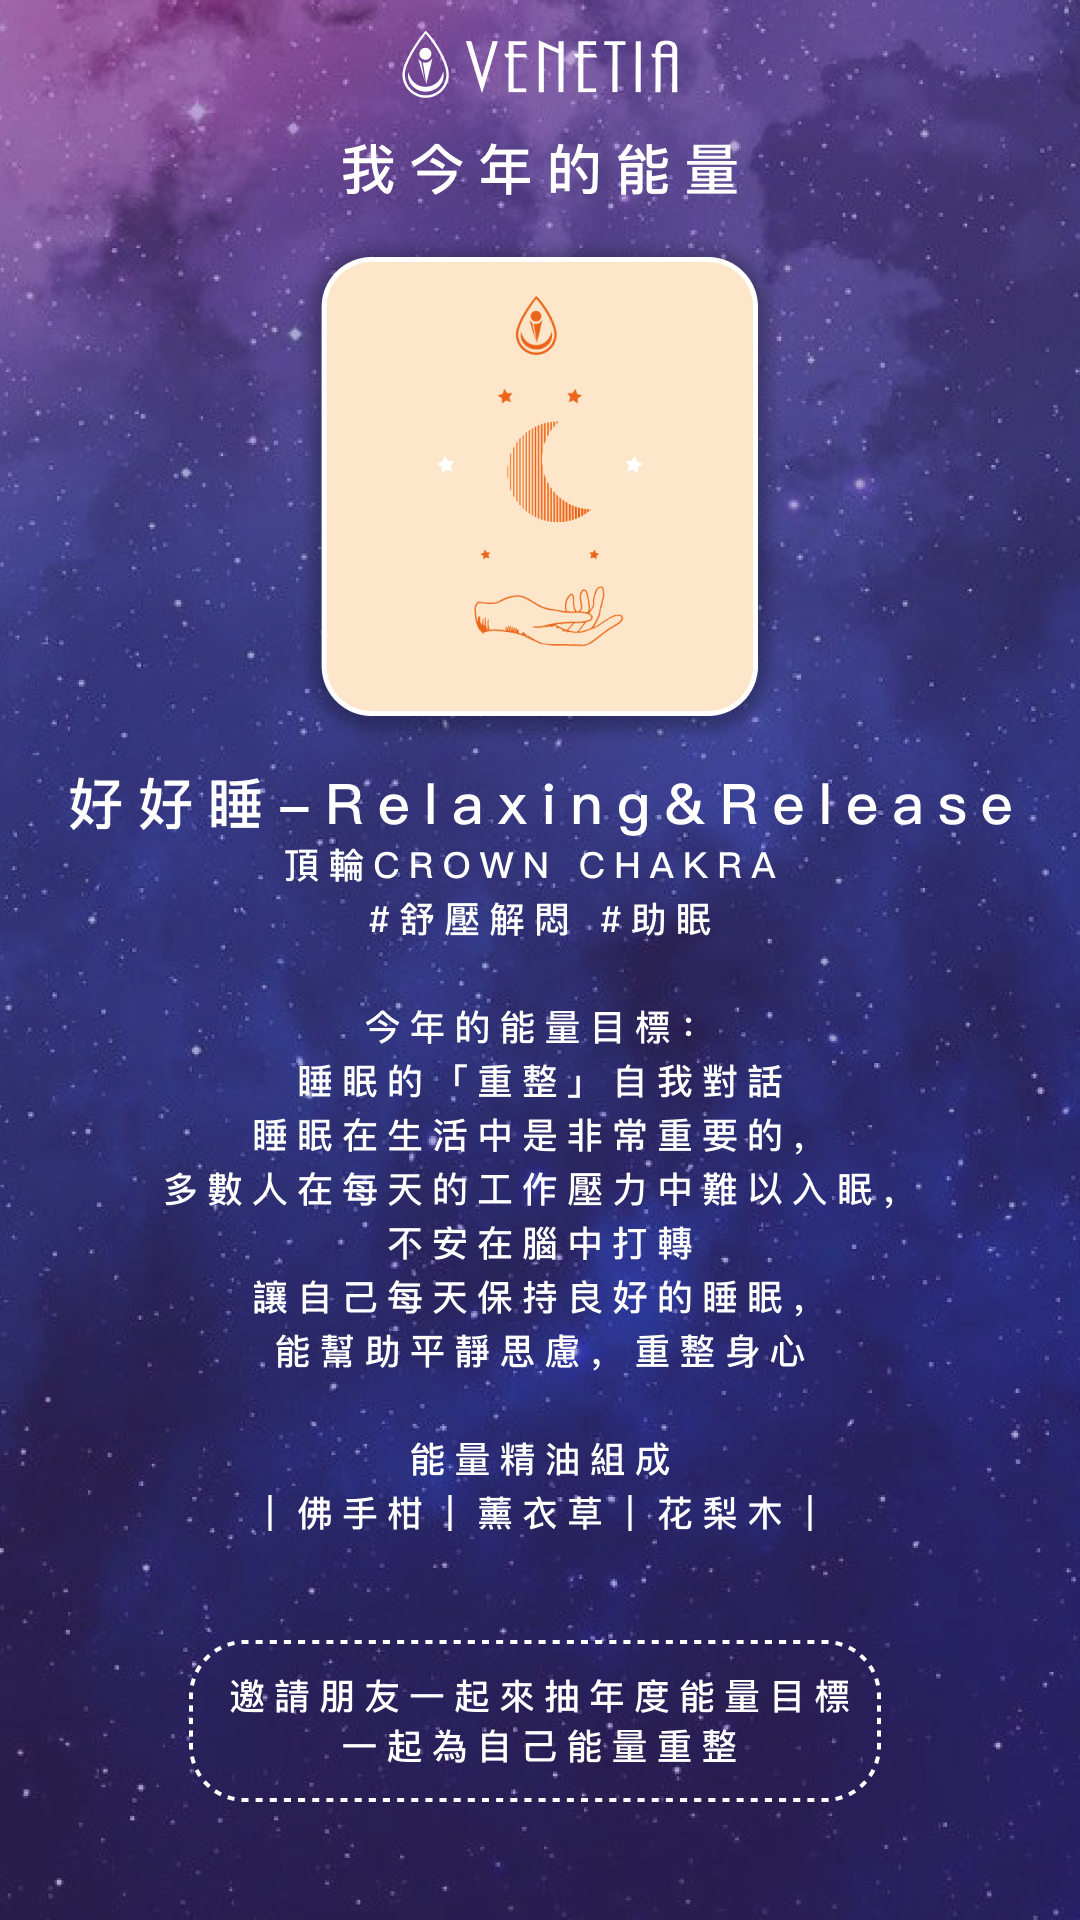 VENETIA
我今年的能量
好好睡–Relaxing&Release
頂輪CROWN CHAKRA
#舒壓解悶 #助眠
今年的能量目標：
睡眠的「重整」自我對話
睡眠在生活中是非常重要的，
多數人在每天的工作壓力中難以入眠，
不安在腦中打轉
讓自己每天保持良好的睡眠，
能幫助平靜思慮，重整身心
能量精油組成
｜佛手柑｜薰衣草｜花梨木｜
邀請朋友一起來抽年度能量目標
一起為自己能量重整